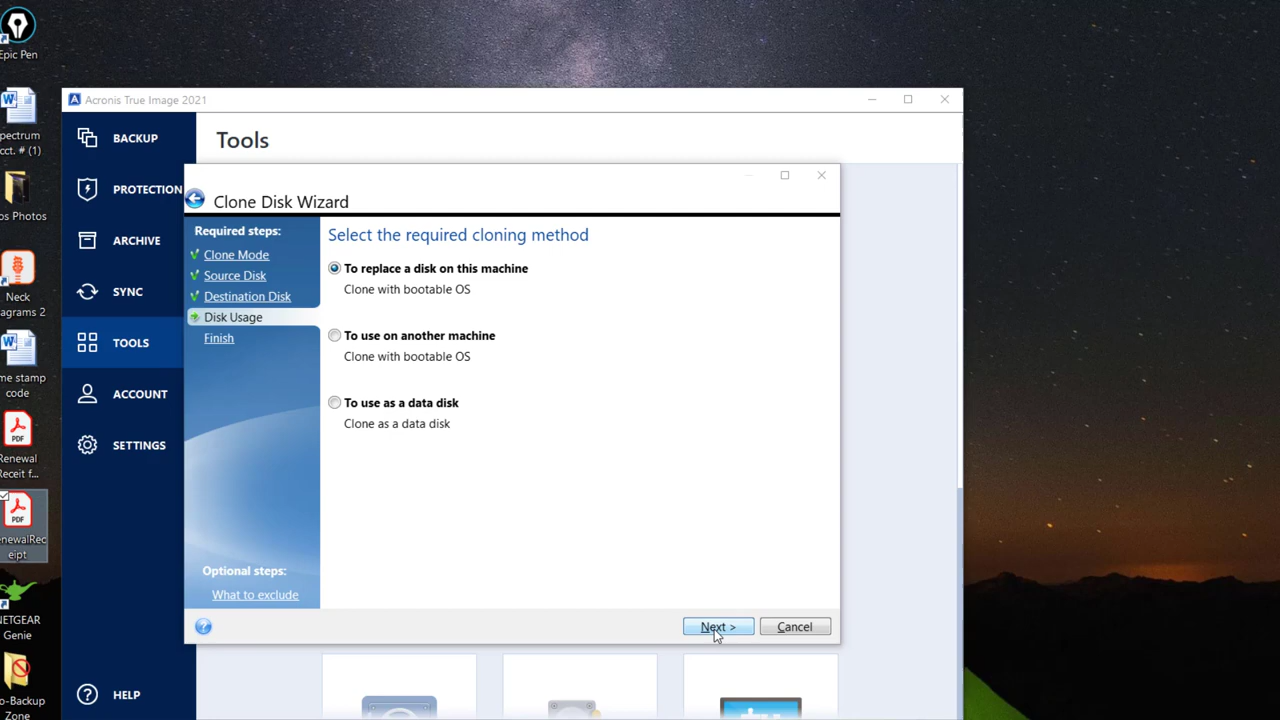 Epic Pen
Spectrum
cct. # (1)
os Photos
Neck
agrams 2
me stamp
code
PDF
Renewal
Receit f...
PDF
enewalRec
eipt
NETGEAR
Genie
o-Backup
Zone
Acronis True Image 2021
BACKUP
PROTECTION
ARCHIVE
SYNC
TOOLS
ACCOUNT
SETTINGS
HELP
Tools
Clone Disk Wizard
Required steps:
Clone Mode
Source Disk
Destination Disk
Disk Usage
Finish
Optional steps:
What to exclude
Select the required cloning method
To replace a disk on this machine
Clone with bootable OS
To use on another machine
Clone with bootable OS
To use as a data disk
Clone as a data disk
Next >
Cancel